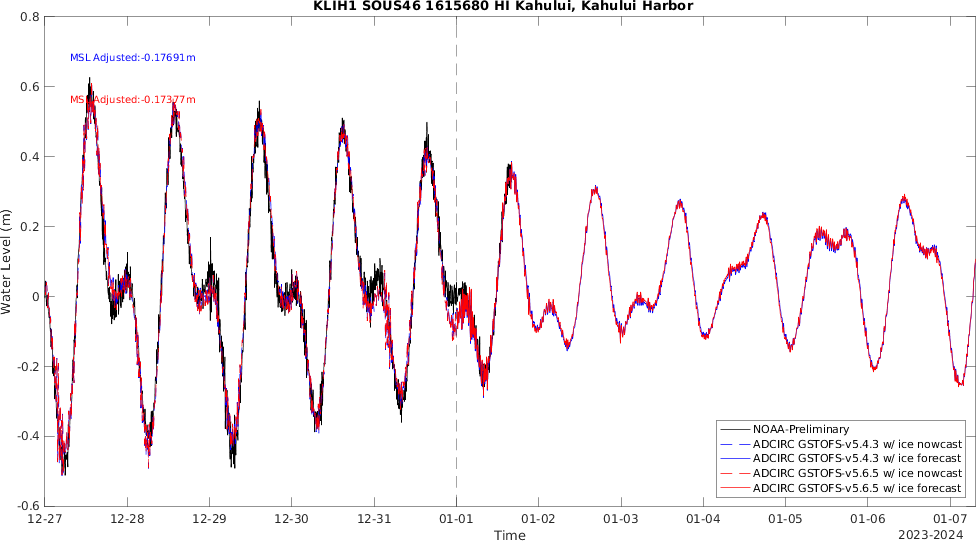 KLIH1 SOUS46 1615680 HI Kahului, Kahului Harbor
0.8
MSL Adjusted:-0.17691m
0.6
MSL Adjusted:-0.17377m
0.4
0.2
0
-0.2
-0.4
-0.6
Water Level (m)
NOAA-Preliminary
ADCIRC GSTOFS-v5.4.3 w/ ice nowcast
ADCIRC GSTOFS-v5.4.3 w/ ice forecast
ADCIRC GSTOFS-v5.6.5 w/ ice nowcast
ADCIRC GSTOFS-v5.6.5 w/ ice forecast
12-27 12-28 12-29 12-30 12-31 01-01 01-02 01-03 01-04 01-05 01-06 01-07
Time
2023-2024